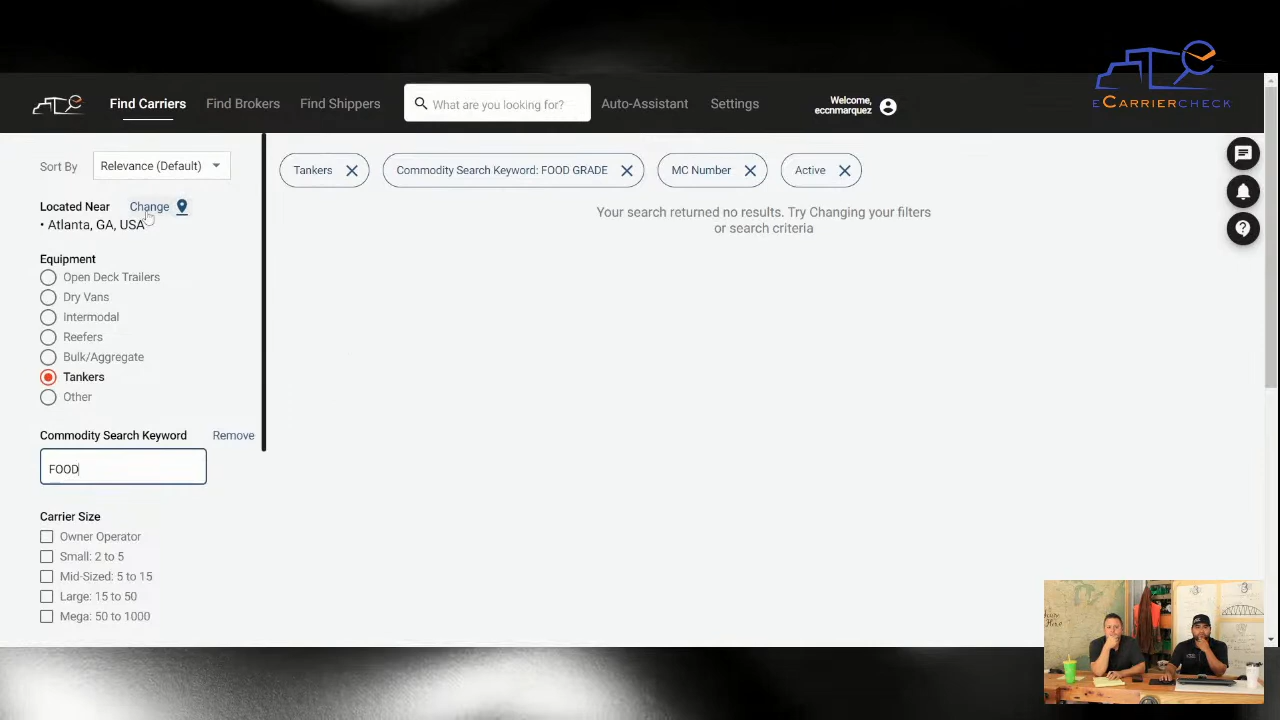 eCarrierCheck
Find Carriers
Find Brokers
Find Shippers
What are you looking for?
Auto-Assistant
Settings
Welcome,
eccnmarquez
Sort By
Relevance (Default)
Located Near
Change
• Atlanta, GA, USA
Equipment
Open Deck Trailers
Dry Vans
Intermodal
Reefers
Bulk/Aggregate
Tankers
Other
Commodity Search Keyword
Remove
FOOD
Carrier Size
Owner Operator
Small: 2 to 5
Mid-Sized: 5 to 15
Large: 15 to 50
Mega: 50 to 1000
Tankers
Commodity Search Keyword: FOOD GRADE
MC Number
Active
Your search returned no results. Try Changing your filters
or search criteria